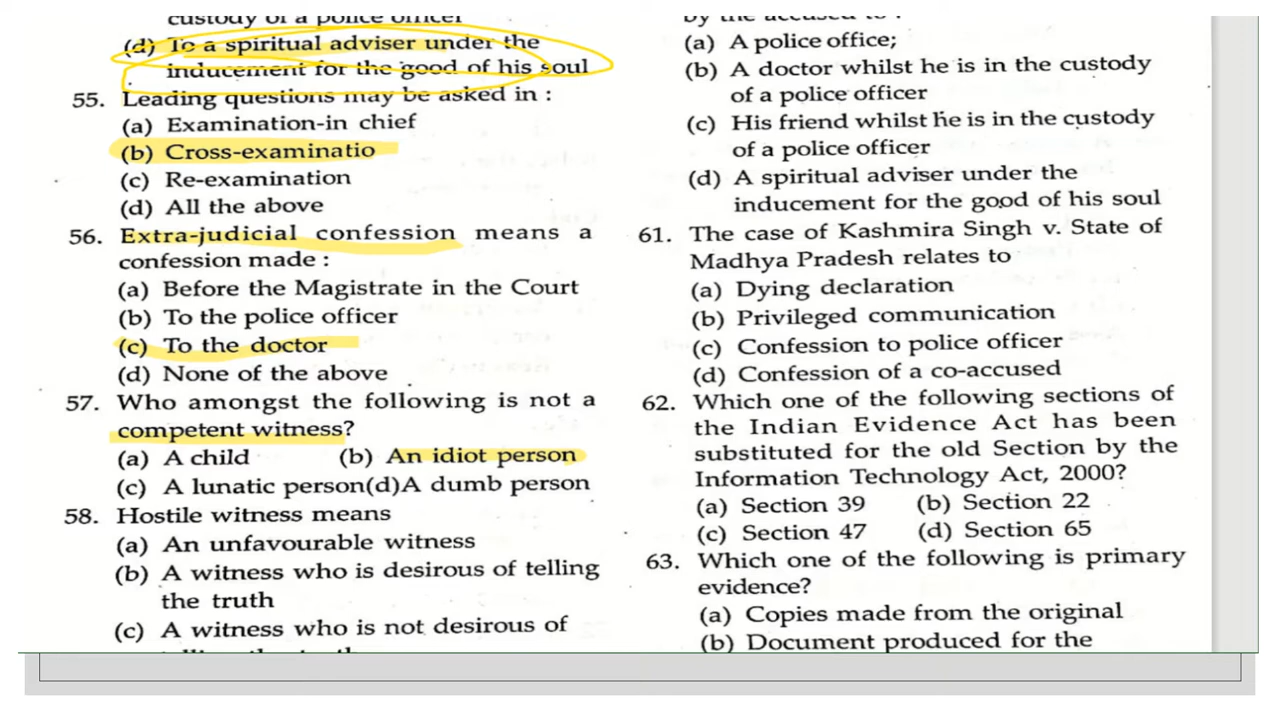 custody of a police officer
(d) To a spiritual adviser under the
inducement for the good of his soul
55. Leading questions may be asked in :
(a) Examination-in chief
(b) Cross-examinatio
(c) Re-examination
(d) All the above
56. Extra-judicial confession means a
confession made :
(a) Before the Magistrate in the Court
(b) To the police officer
(c) To the doctor
(d) None of the above
57. Who amongst the following is not a
competent witness?
(a) A child (b) An idiot person
(c) A lunatic person(d)A dumb person
58. Hostile witness means
(a) An unfavourable witness
(b) A witness who is desirous of telling
the truth
(c) A witness who is not desirous of
by the accused to :
(a) A police office;
(b) A doctor whilst he is in the custody
of a police officer
(c) His friend whilst he is in the custody
of a police officer
(d) A spiritual adviser under the
inducement for the good of his soul
61. The case of Kashmira Singh v. State of
Madhya Pradesh relates to
(a) Dying declaration
(b) Privileged communication
(c) Confession to police officer
(d) Confession of a co-accused
62. Which one of the following sections of
the Indian Evidence Act has been
substituted for the old Section by the
Information Technology Act, 2000?
(a) Section 39 (b) Section 22
(c) Section 47 (d) Section 65
63. Which one of the following is primary
evidence?
(a) Copies made from the original
(b) Document produced for the